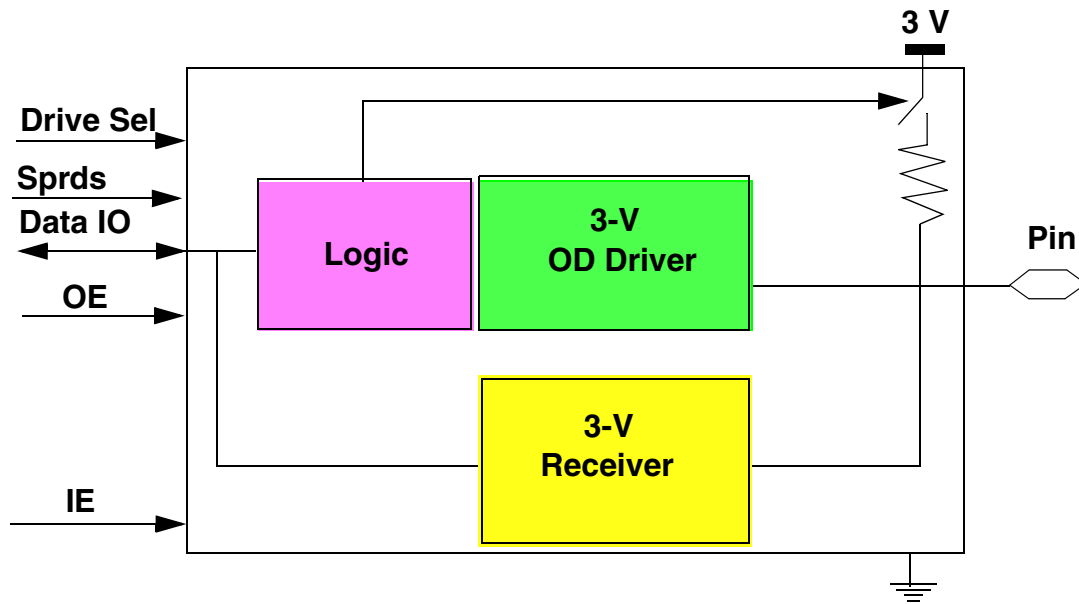 3 V
Drive Sel
Sprds
Data IO
OE
IE
Logic
3-V
OD Driver
3-V
Receiver
Pin